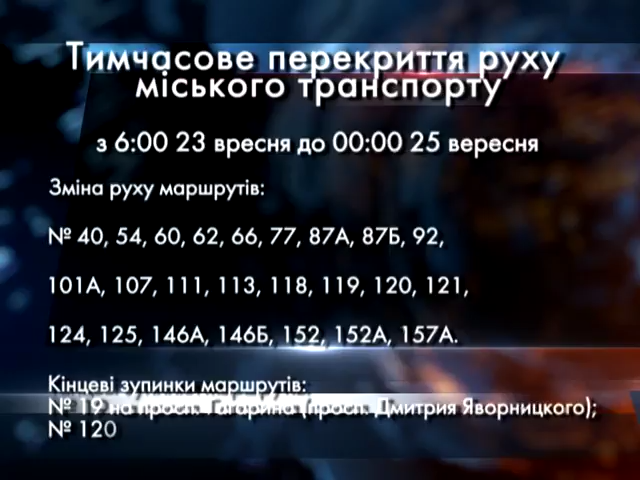 Тимчасове перекриття руху
міського транспорту
з 6:00 23 вресня до 00:00 25 вересня
Зміна руху маршрутів:
№ 40, 54, 60, 62, 66, 77, 87А, 87Б, 92,
101А, 107, 111, 113, 118, 119, 120, 121,
124, 125, 146А, 146Б, 152, 152А, 157А.
Кінцеві зупинки маршрутів:
№ 19 на просп. Гагарина (просп. Дмитрия Яворницкого);
№ 120